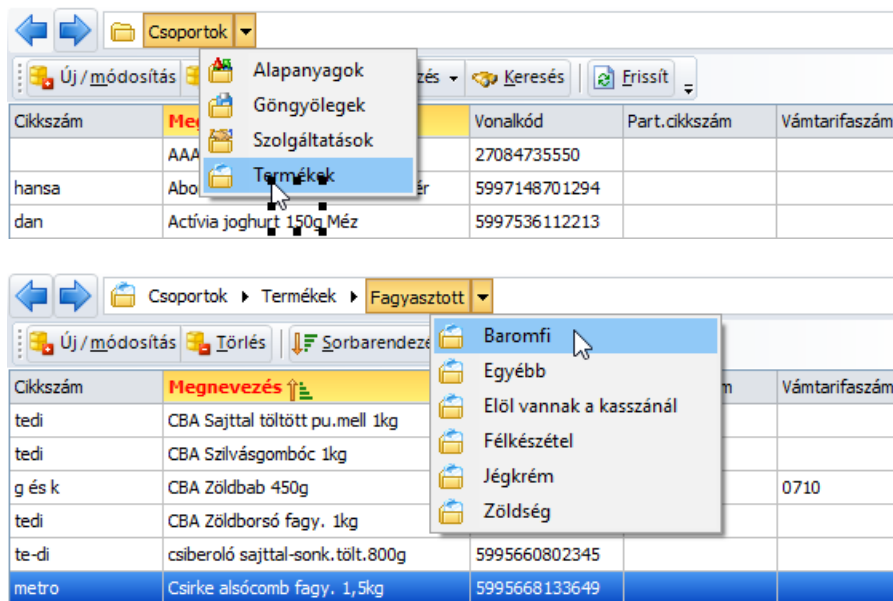 Csoportok
Alapanyagok
Új/módosítás zés Keresés Frissít
Göngyölegek
Cikkszám Meg Vonalkód Part.cikkszám Vámtarifaszám
Szolgáltatások
AAA 27084735550
Termékek
hansa Abo ér 5997148701294
dan Actívia joghurt 150g Méz 5997536112213
Csoportok Termékek Fagyasztott
Új/módosítás Törlés Sorbarendezé
Baromfi
Egyébb
Cikkszám Megnevezés m Vámtarifaszám
Elöl vannak a kasszánál
tedi CBA Sajttal töltött pu.mell 1kg
Félkészétel
tedi CBA Szilvásgombóc 1kg
Jégkrém
g és k CBA Zöldbab 450g 0710
Zöldség
tedi CBA Zöldborsó fagy. 1kg
te-di csiberoló sajttal-sonk.tölt.800g 5995660802345
metro Csirke alsócomb fagy. 1,5kg 5995668133649